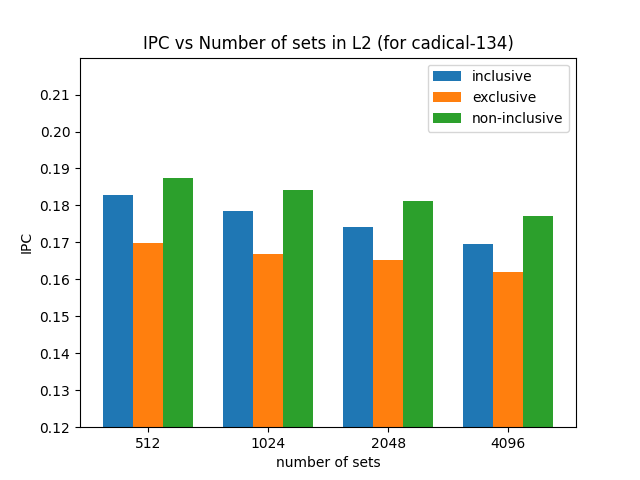 IPC vs Number of sets in L2 (for cadical-134)
inclusive
exclusive
non-inclusive
0.21
0.20
0.19
0.18
0.17
0.16
0.15
0.14
0.13
0.12
IPC
512 1024 2048 4096
number of sets